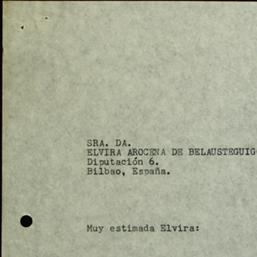 SRA. DA.
ELVIRA AROCENA DE BELAUSTEGUIG
Diputación 6.
Bilbao, España.
Muy estimada Elvira: